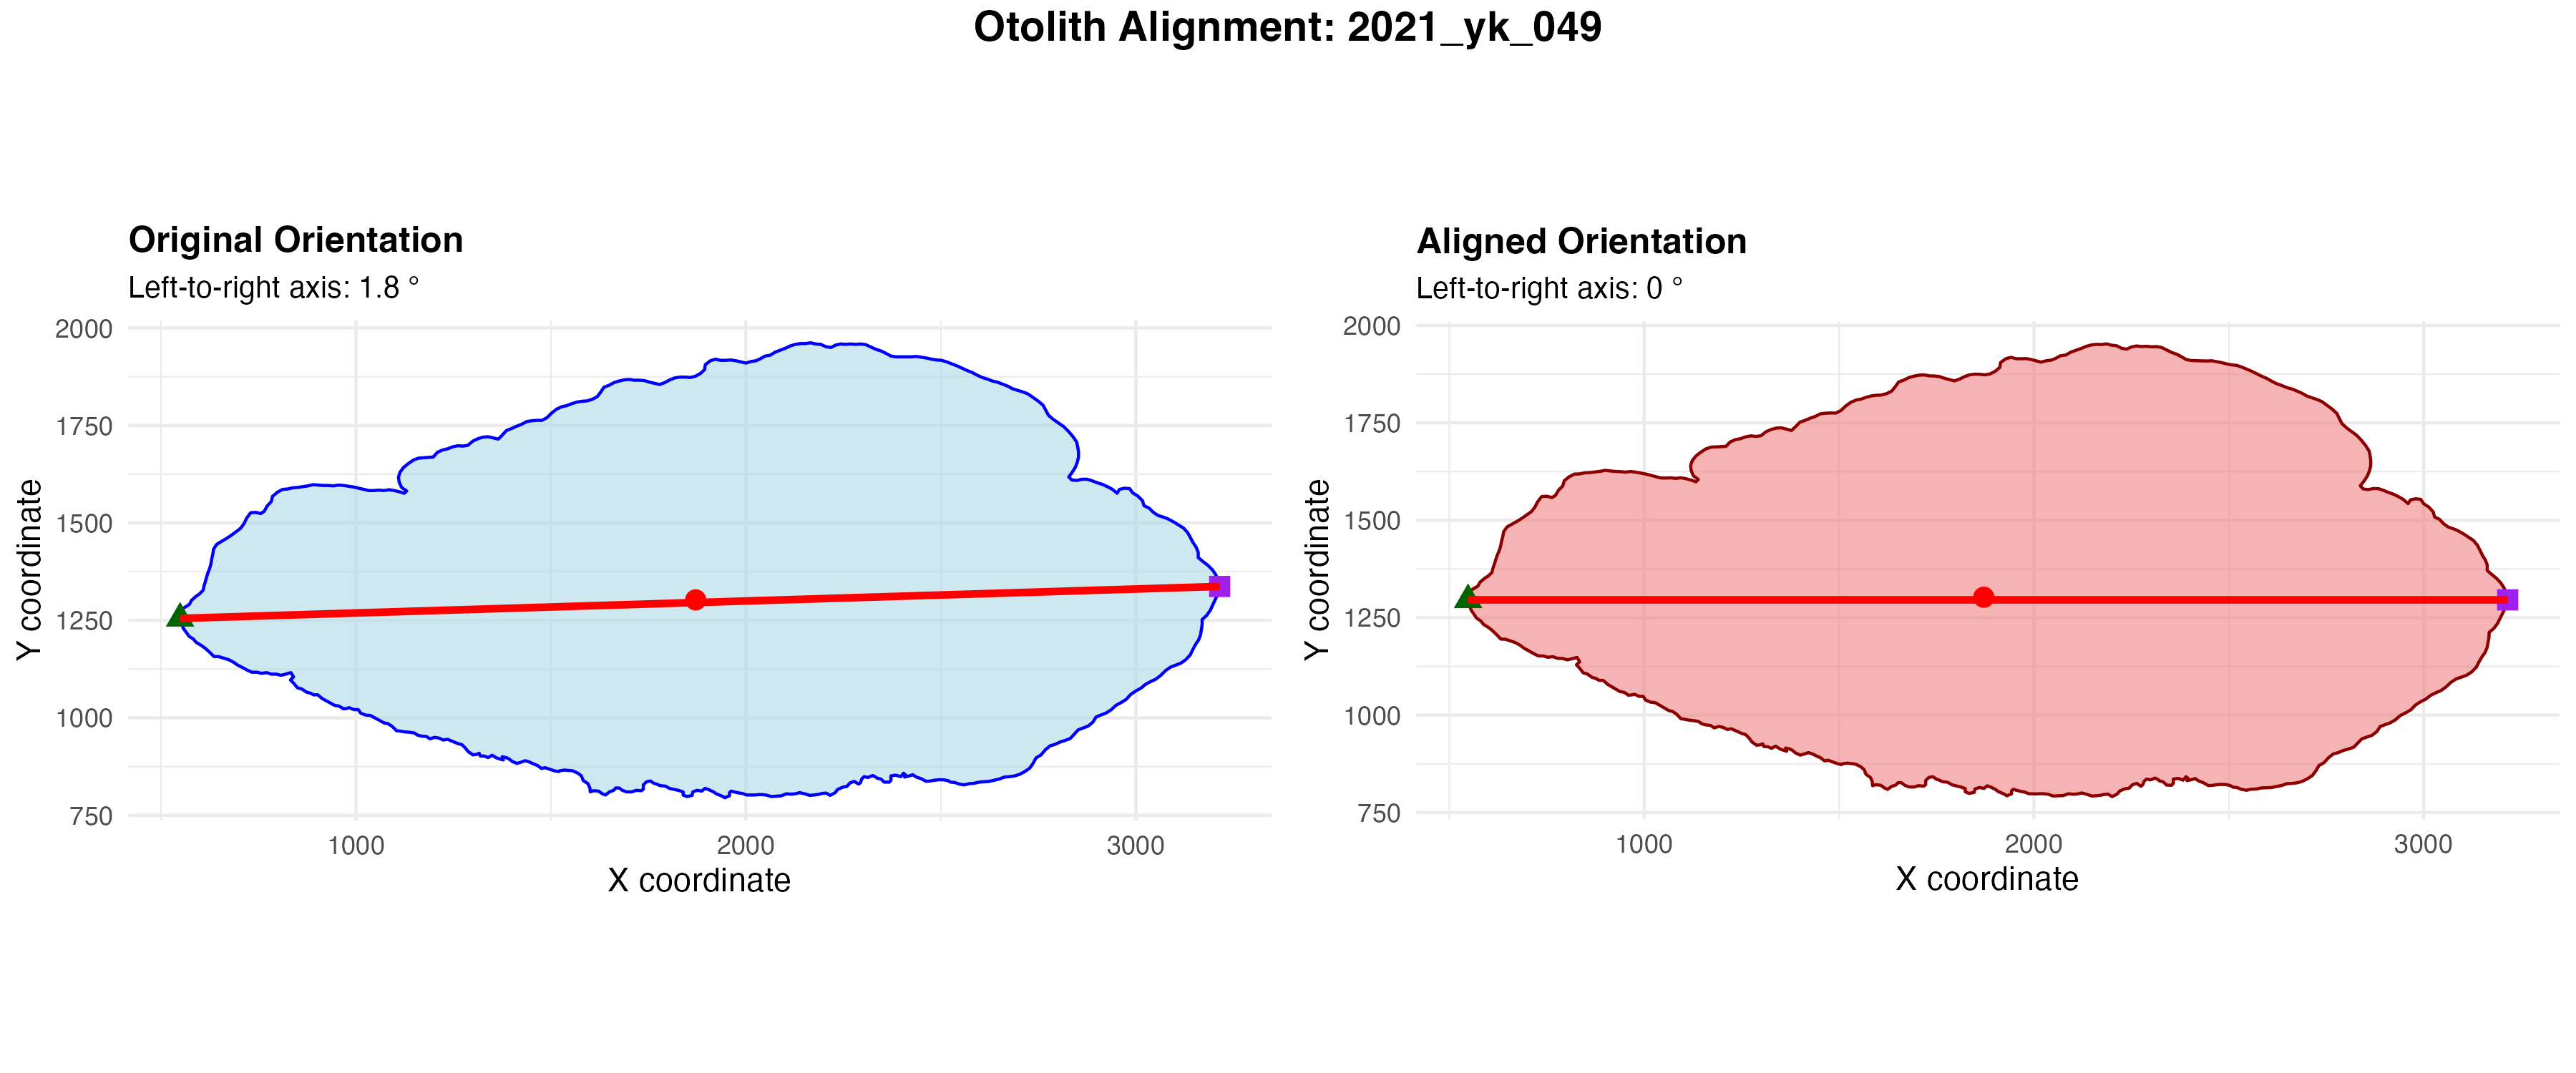 Otolith Alignment: 2021_yk_049
Original Orientation
Left-to-right axis: 1.8 °
2000
1750
1500
1250
1000
750
Y coordinate
1000
2000
3000
X coordinate
Aligned Orientation
Left-to-right axis: 0 °
2000
1750
1500
1250
1000
750
Y coordinate
1000
2000
3000
X coordinate